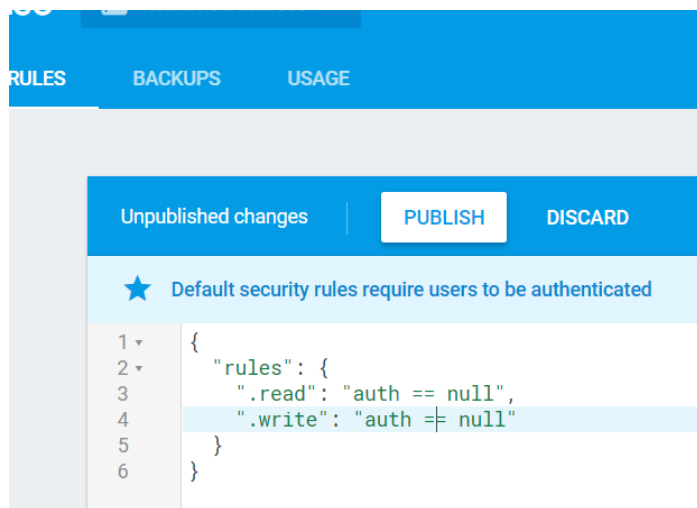 RULES BACKUPS USAGE
Unpublished changes PUBLISH DISCARD
Default security rules require users to be authenticated
1 {
2 "rules": {
3 ".read": "auth == null",
4 ".write": "auth == null"
5 }
6 }